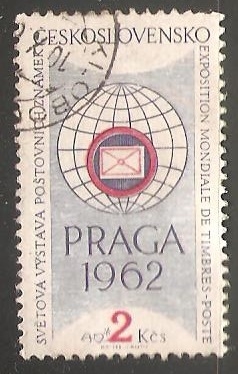 ČESKOSLOVENSKO
SVĚTOVÁ VÝSTAVA POŠTOVNÍCH ZNÁMEK
EXPOSITION MONDIALE DE TIMBRES-POSTE
PRAGA
1962
2 Kčs